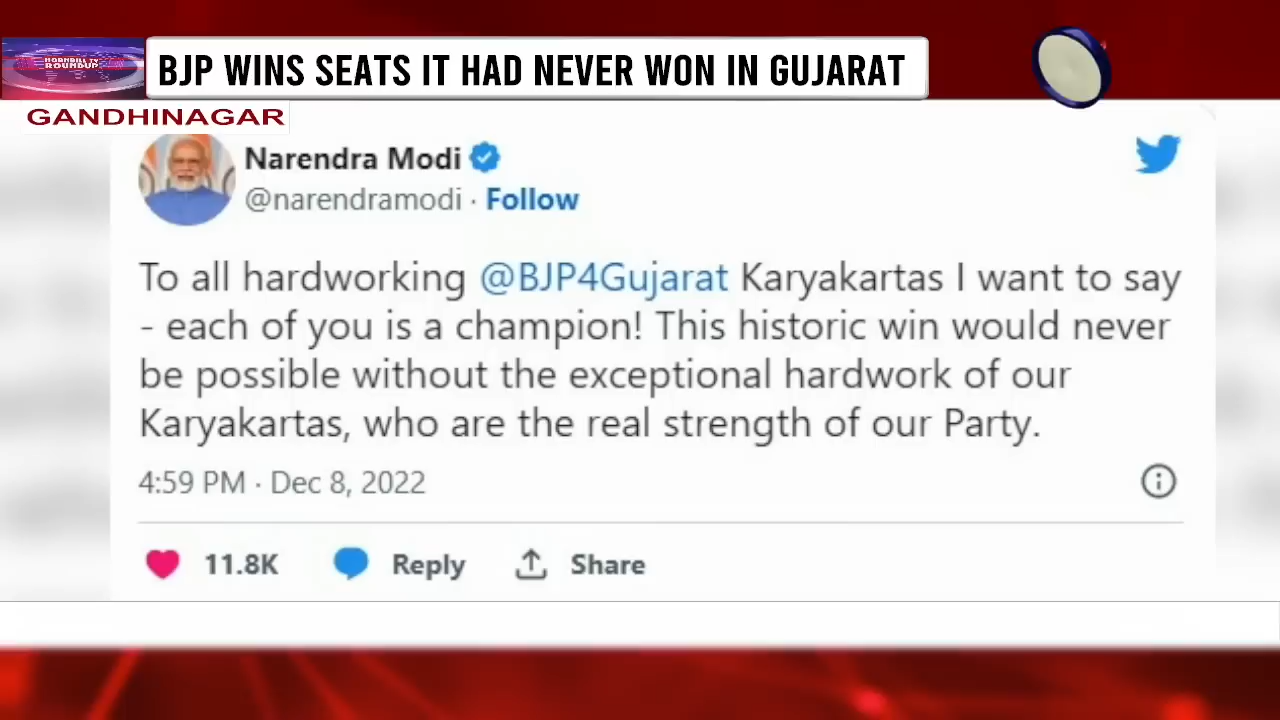 HORNBILL TV
ROUNDUP
BJP WINS SEATS IT HAD NEVER WON IN GUJARAT
GANDHINAGAR
Narendra Modi
@narendramodi · Follow
To all hardworking @BJP4Gujarat Karyakartas I want to say
- each of you is a champion! This historic win would never
be possible without the exceptional hardwork of our
Karyakartas, who are the real strength of our Party.
4:59 PM · Dec 8, 2022
11.8K Reply Share